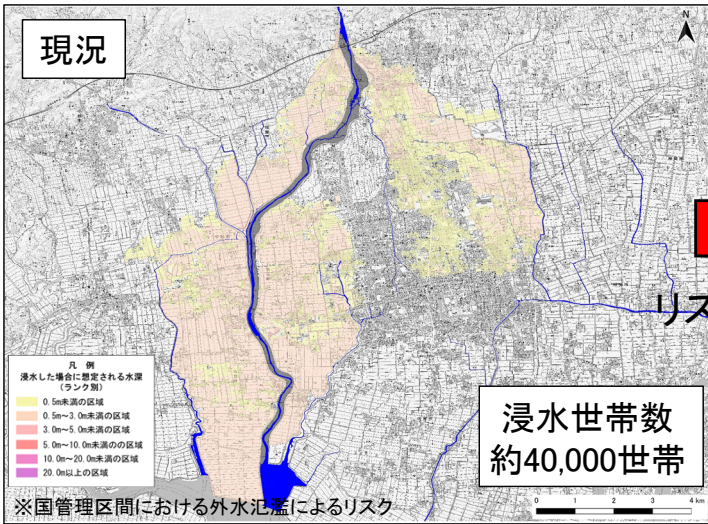 現況
N
リス
凡 例
浸水した場合に想定される水深
(ランク別)
0.5m未満の区域
0.5m～3.0m未満の区域
3.0m～5.0m未満の区域
5.0m～10.0m未満のの区域
10.0m～20.0m未満の区域
20.0m以上の区域
浸水世帯数
約40,000世帯
※国管理区間における外水氾濫によるリスク
0 1 2 3 4 km